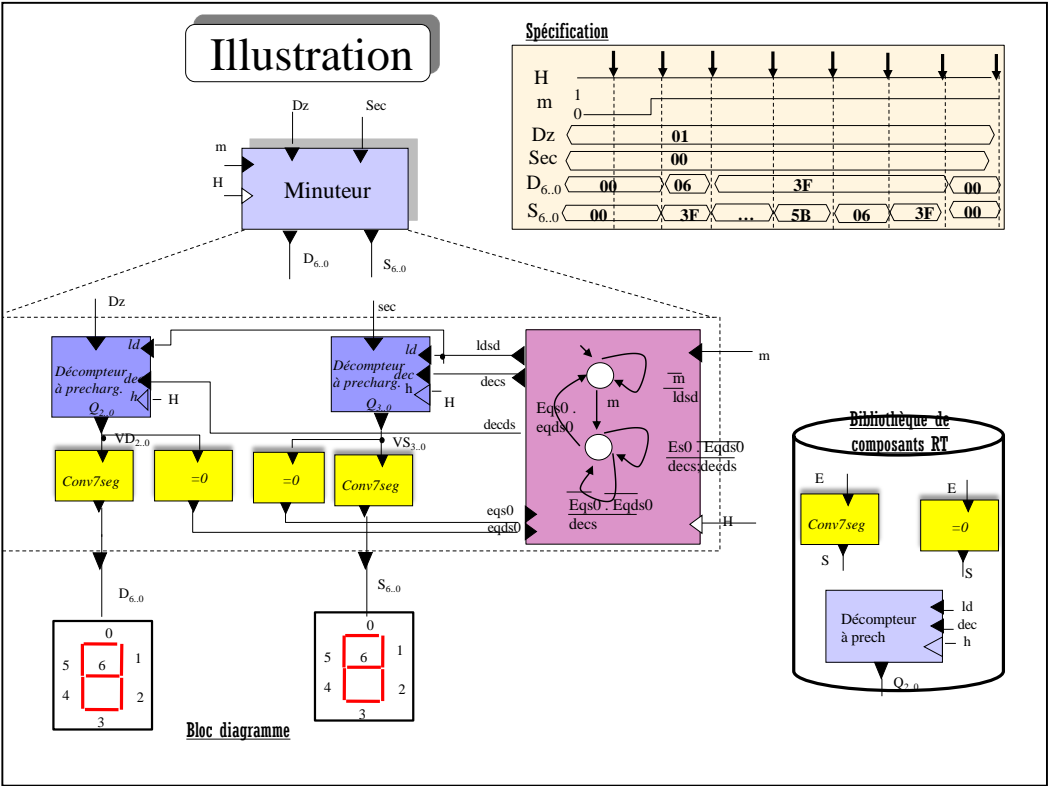 Illustration
Spécification
H
m
1
0
Dz
01
Sec
00
D6..0
00
06
3F
00
S6..0
00
3F
...
5B
06
3F
00
Dz
Sec
m
H
Minuteur
D6..0
S6..0
Dz
sec
ld
Décompteur
à precharg.
dec
h
H
Q2..0
ld
Décompteur
à precharg.
dec
h
H
Q3..0
ldsd
decs
decds
m
m
ldsd
m
Eqs0 .
eqds0
Es0 . Eqds0
decs;decds
Eqs0 . Eqds0
decs
eqs0
eqds0
H
VD2..0
VS3..0
Conv7seg
=0
=0
Conv7seg
D6..0
S6..0
0
5
6
1
4
2
3
0
5
6
1
4
2
3
Bloc diagramme
Bibliothèque de
composants RT
E
E
Conv7seg
=0
S
S
Décompteur
à prech
ld
dec
h
Q2..0